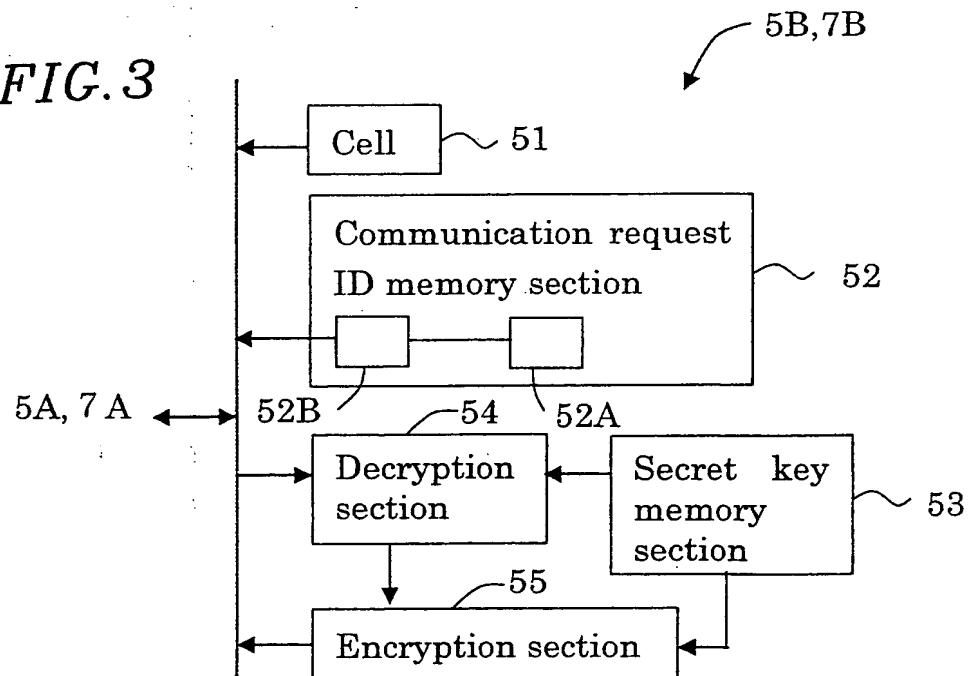 FIG.3
5B,7B
Cell
51
Communication request
ID memory section
52
52B
52A
5A, 7A
54
Decryption
section
Secret key
memory
section
53
55
Encryption section